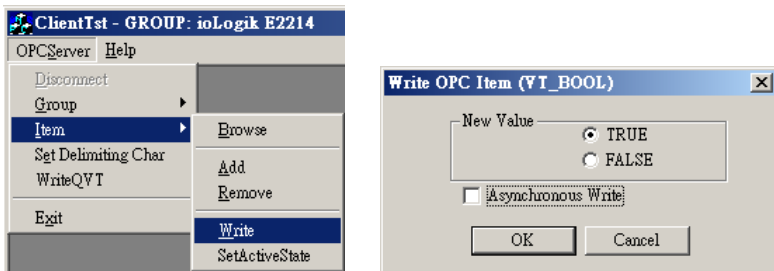 ClientTst - GROUP: ioLogik E2214
OPCServer Help
Disconnect
Group
Item
Set Delimiting Char
WriteQVT
Exit
Browse
Add
Remove
Write
SetActiveState
Write OPC Item (VT_BOOL)
New Value
TRUE
FALSE
Asynchronous Write
OK Cancel